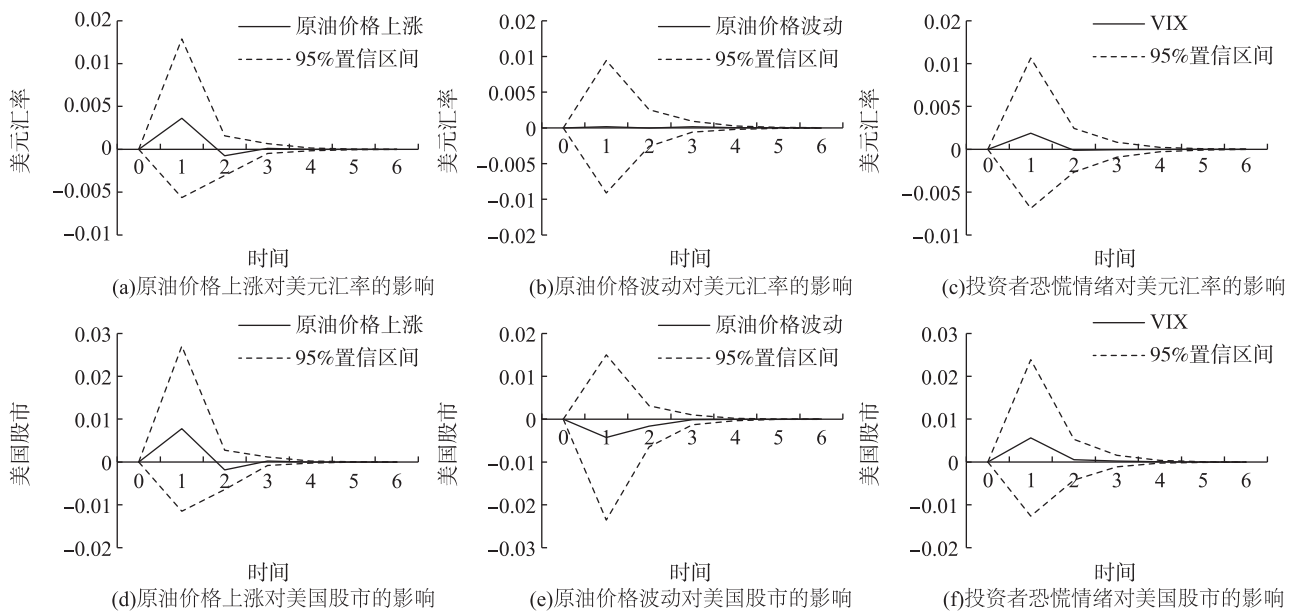 0.02
0.015
0.01
0.005
0
−0.005
−0.01
美元汇率
原油价格上涨
95%置信区间
0 1 2 3 4 5 6
时间
(a)原油价格上涨对美元汇率的影响
0.015
0.01
0.005
0
−0.005
−0.01
−0.02
美元汇率
原油价格波动
95%置信区间
0 1 2 3 4 5 6
时间
(b)原油价格波动对美元汇率的影响
0.02
0.015
0.01
0.005
0
−0.005
−0.01
美元汇率
VIX
95%置信区间
0 1 2 3 4 5 6
时间
(c)投资者恐慌情绪对美元汇率的影响
0.03
0.02
0.01
0
−0.01
−0.02
美国股市
原油价格上涨
95%置信区间
0 1 2 3 4 5 6
时间
(d)原油价格上涨对美国股市的影响
0.02
0.01
0
−0.01
−0.02
−0.03
美国股市
原油价格波动
95%置信区间
0 1 2 3 4 5 6
时间
(e)原油价格波动对美国股市的影响
0.03
0.02
0.01
0
−0.01
−0.02
美国股市
VIX
95%置信区间
0 1 2 3 4 5 6
时间
(f)投资者恐慌情绪对美国股市的影响